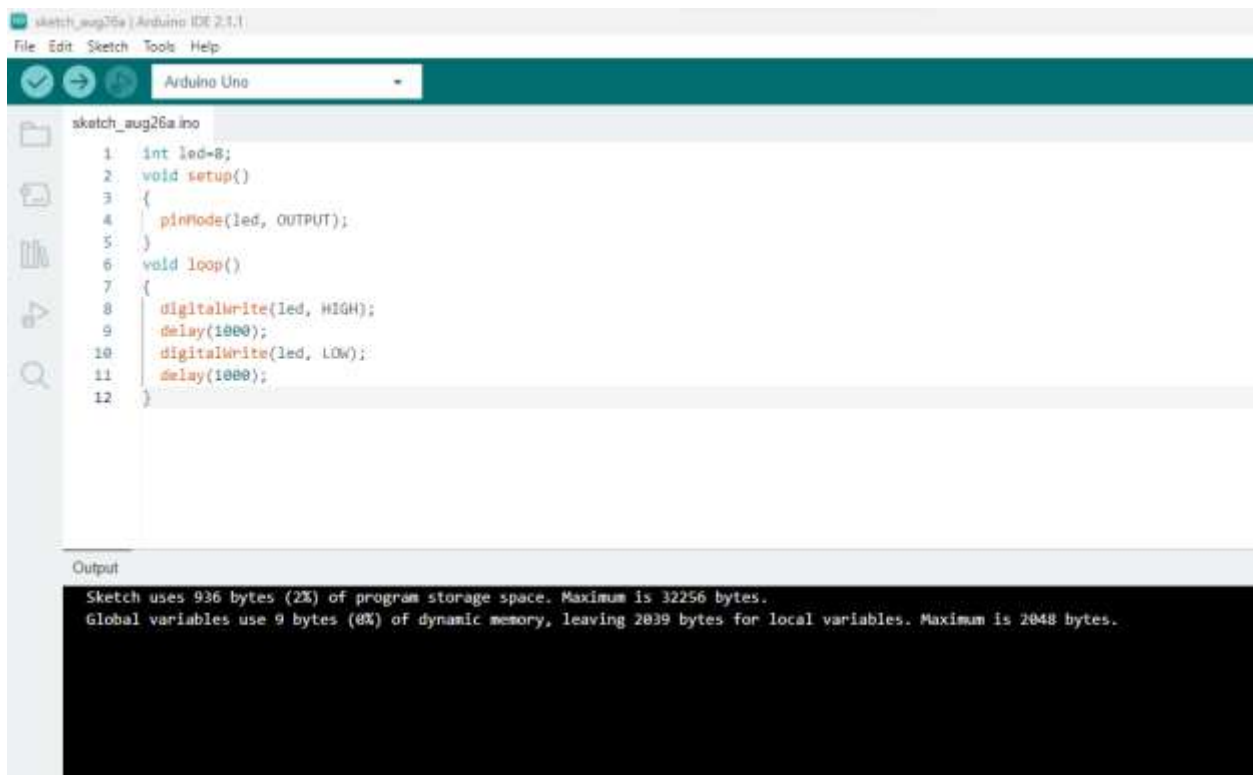 sketch_aug26a | Arduino IDE 2.1.1
File Edit Sketch Tools Help
Arduino Uno
sketch_aug26a.ino
1 int led=8;
2 void setup()
3 {
4 pinMode(led, OUTPUT);
5 }
6 void loop()
7 {
8 digitalWrite(led, HIGH);
9 delay(1000);
10 digitalWrite(led, LOW);
11 delay(1000);
12 }
Output
Sketch uses 936 bytes (2%) of program storage space. Maximum is 32256 bytes.
Global variables use 9 bytes (0%) of dynamic memory, leaving 2039 bytes for local variables. Maximum is 2048 bytes.